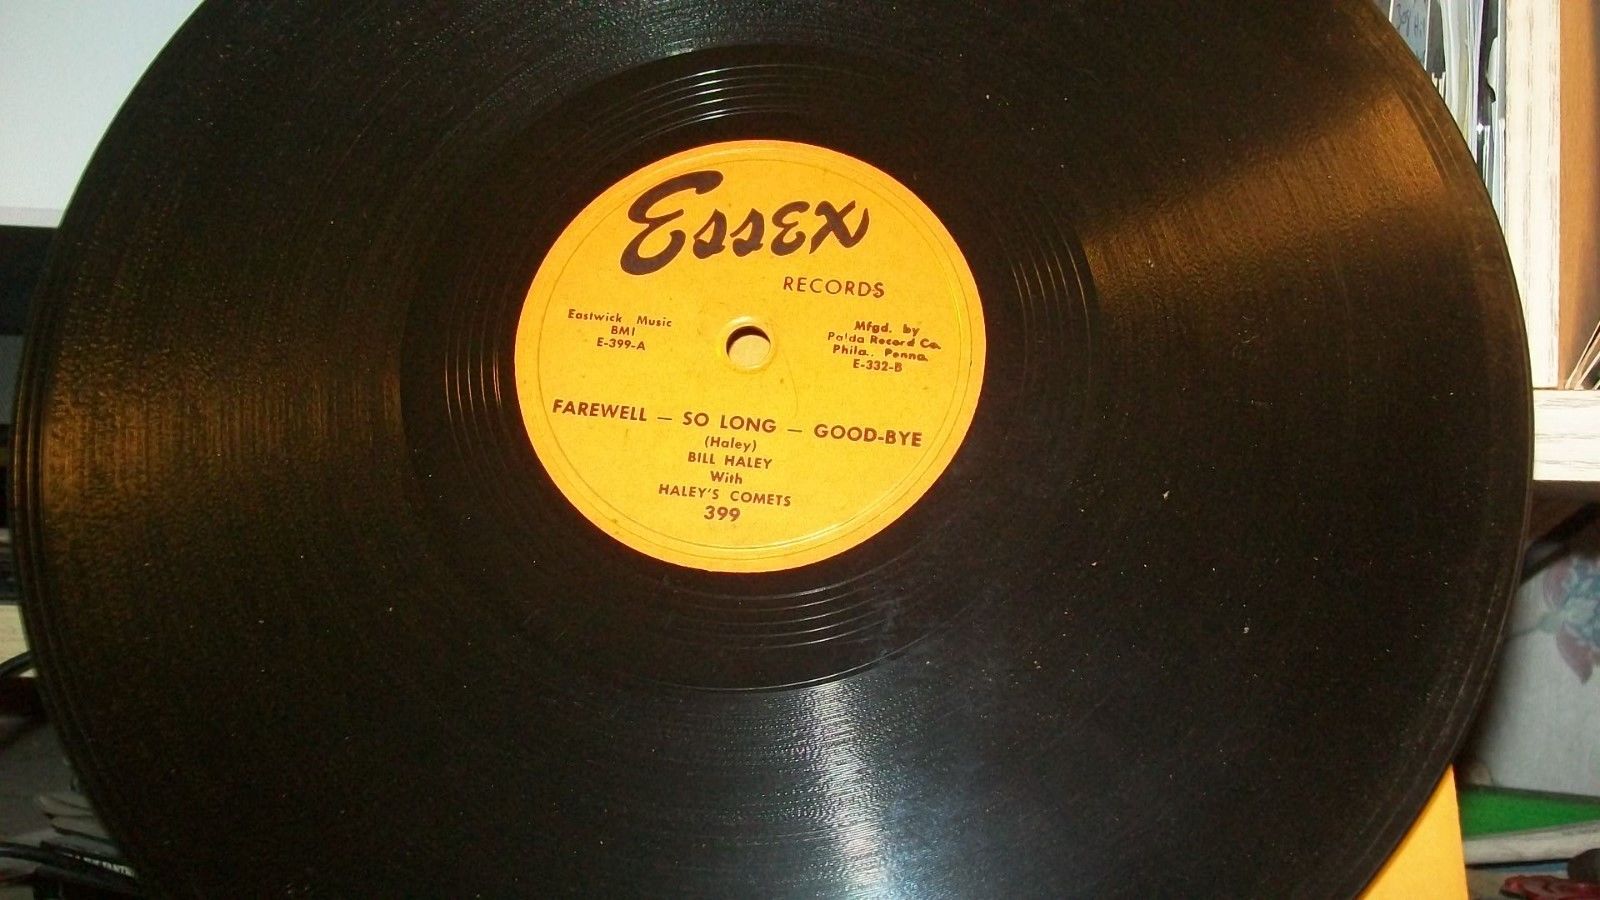 Essex
RECORDS
Eastwick Music
BMI
E-399-A
Mfgd. by
Palda Record Co.
Phila., Penna.
E-332-B
FAREWELL — SO LONG — GOOD-BYE
(Haley)
BILL HALEY
With
HALEY'S COMETS
399